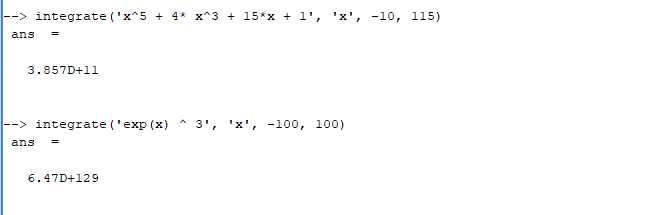 --> integrate('x^5 + 4* x^3 + 15*x + 1', 'x', -10, 115)
ans  =
3.857D+11
--> integrate('exp(x) ^ 3', 'x', -100, 100)
ans  =
6.47D+129